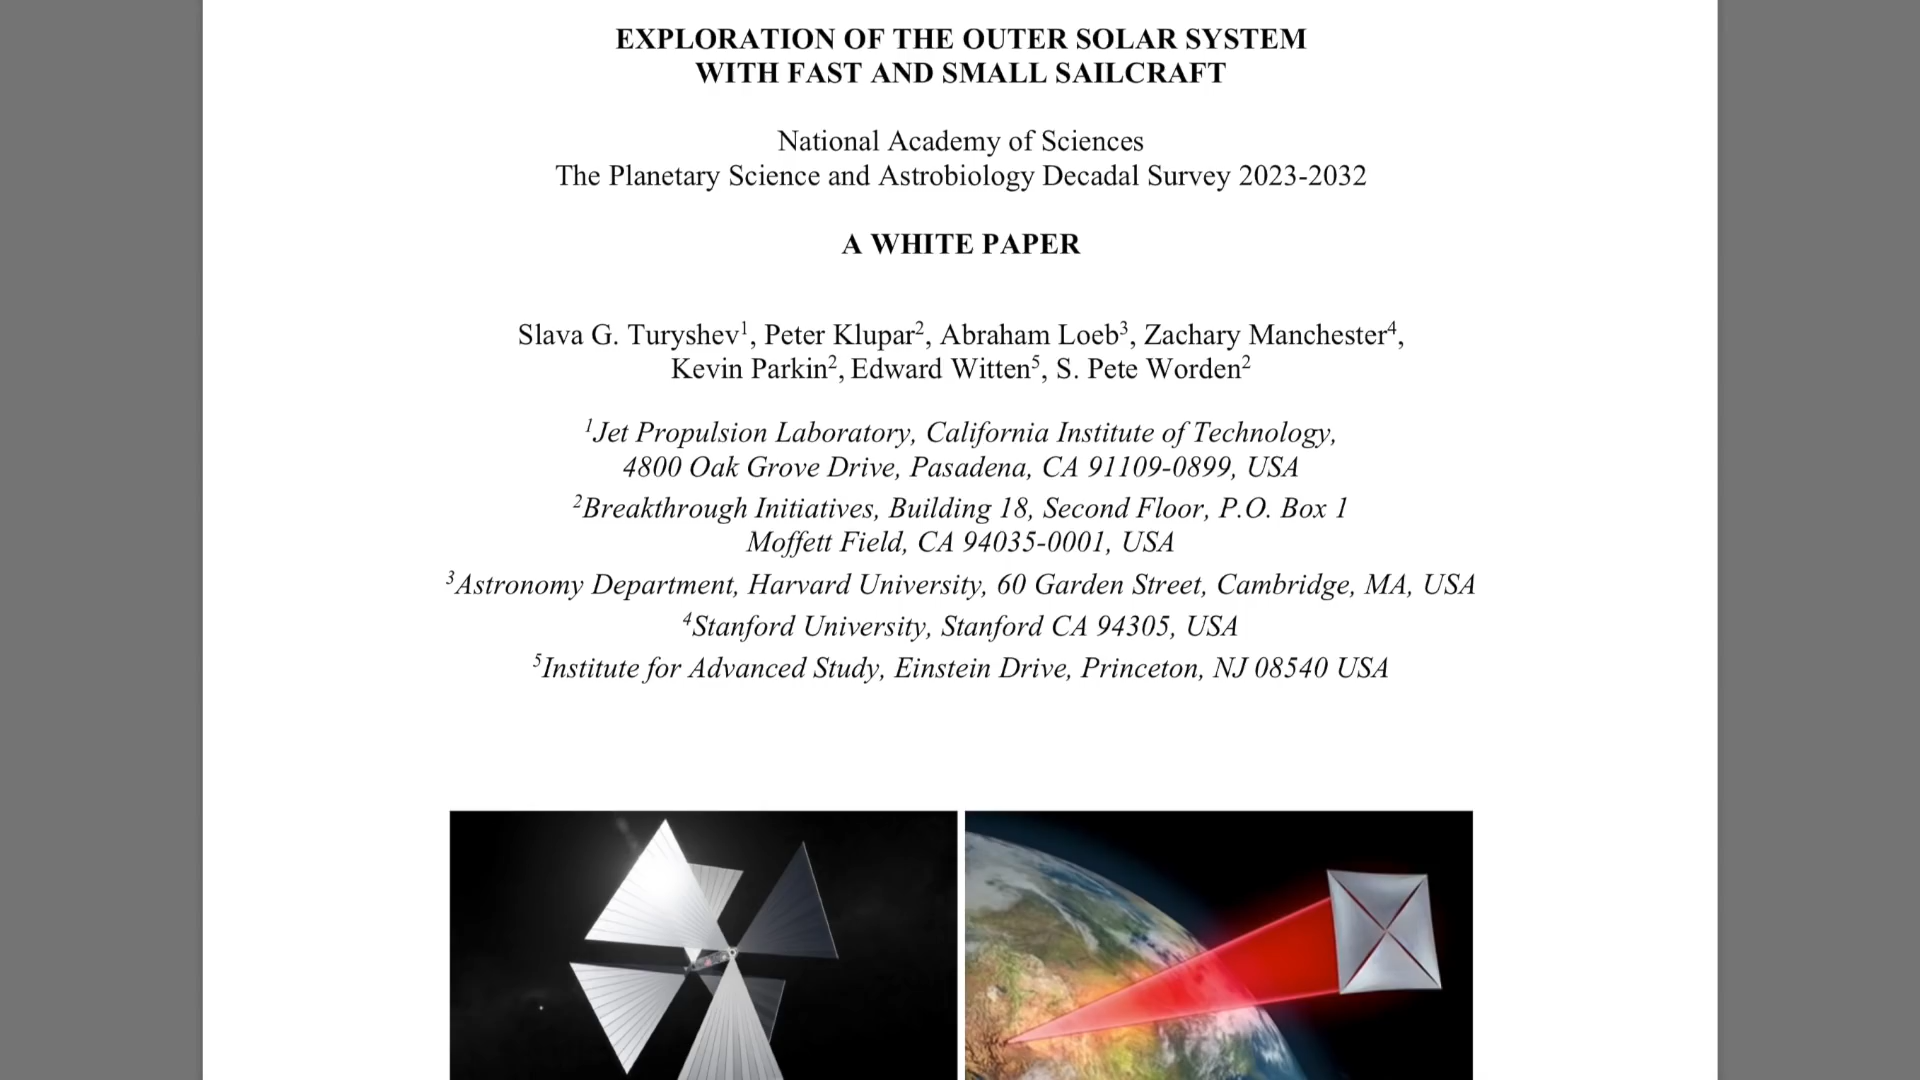 EXPLORATION OF THE OUTER SOLAR SYSTEM
WITH FAST AND SMALL SAILCRAFT
National Academy of Sciences
The Planetary Science and Astrobiology Decadal Survey 2023-2032
A WHITE PAPER
Slava G. Turyshev¹, Peter Klupar², Abraham Loeb³, Zachary Manchester⁴,
Kevin Parkin², Edward Witten⁵, S. Pete Worden²
¹Jet Propulsion Laboratory, California Institute of Technology,
4800 Oak Grove Drive, Pasadena, CA 91109-0899, USA
²Breakthrough Initiatives, Building 18, Second Floor, P.O. Box 1
Moffett Field, CA 94035-0001, USA
³Astronomy Department, Harvard University, 60 Garden Street, Cambridge, MA, USA
⁴Stanford University, Stanford CA 94305, USA
⁵Institute for Advanced Study, Einstein Drive, Princeton, NJ 08540 USA